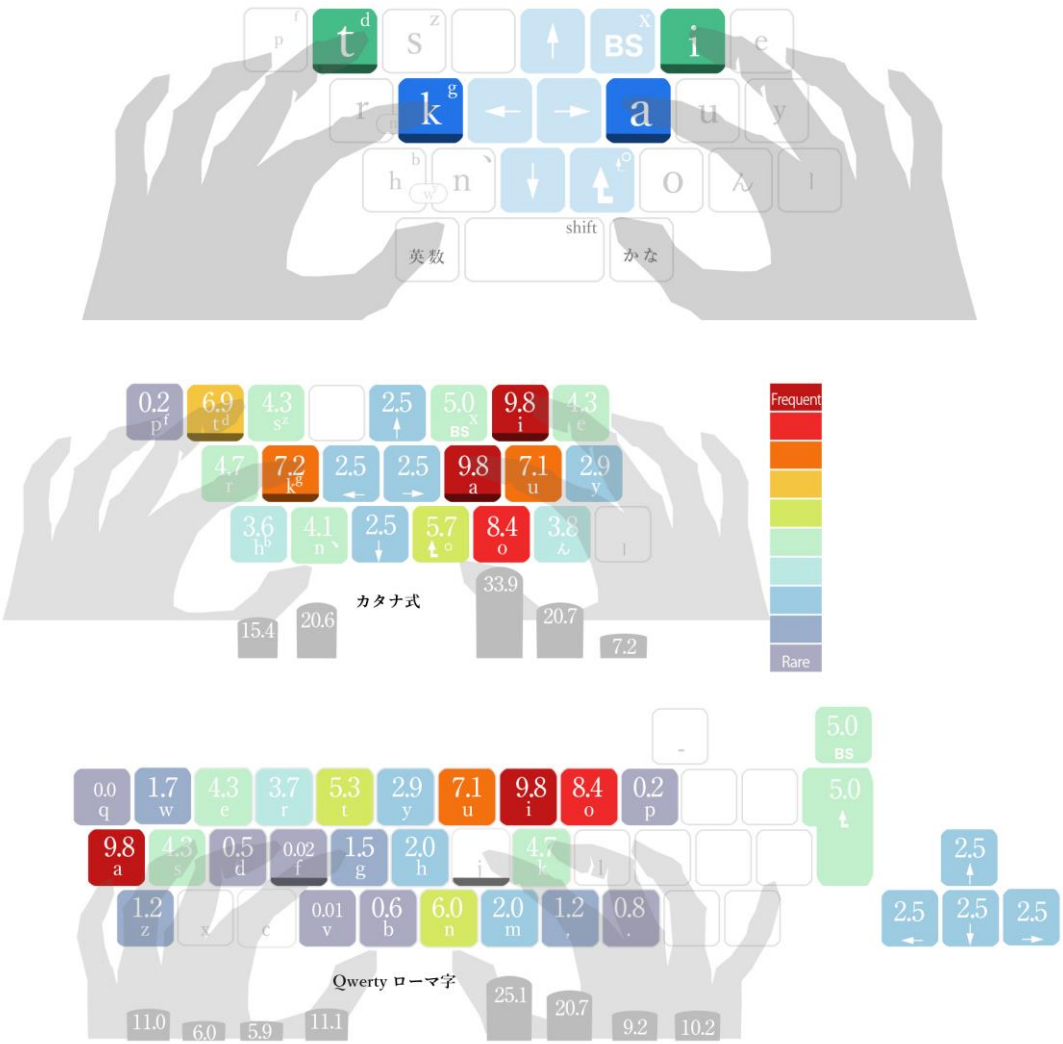 p f t d s z BS X i e
r k g a u y
h b w n 丶 o ん l
shift
英数 かな
0.2 6.9 4.3 2.5 5.0 9.8 4.3
p f t d s z BS X i e
Frequent
4.7 7.2 2.5 2.5 9.8 7.1 2.9
r k g a u y
3.6 4.1 2.5 5.7 8.4 3.8
h b n 丶 o ん l
カタナ式
15.4 20.6 33.9 20.7 7.2
Rare
-
5.0
BS
0.0 1.7 4.3 3.7 5.3 2.9 7.1 9.8 8.4 0.2 5.0
q w e r t y u i o p
9.8 4.3 0.5 0.02 1.5 2.0 4.7 2.5
a s d f g h j k l
1.2 0.01 0.6 6.0 2.0 1.2 0.8 2.5 2.5 2.5
z x c v b n m , .
Qwerty ローマ字
11.0 6.0 5.9 11.1 25.1 20.7 9.2 10.2